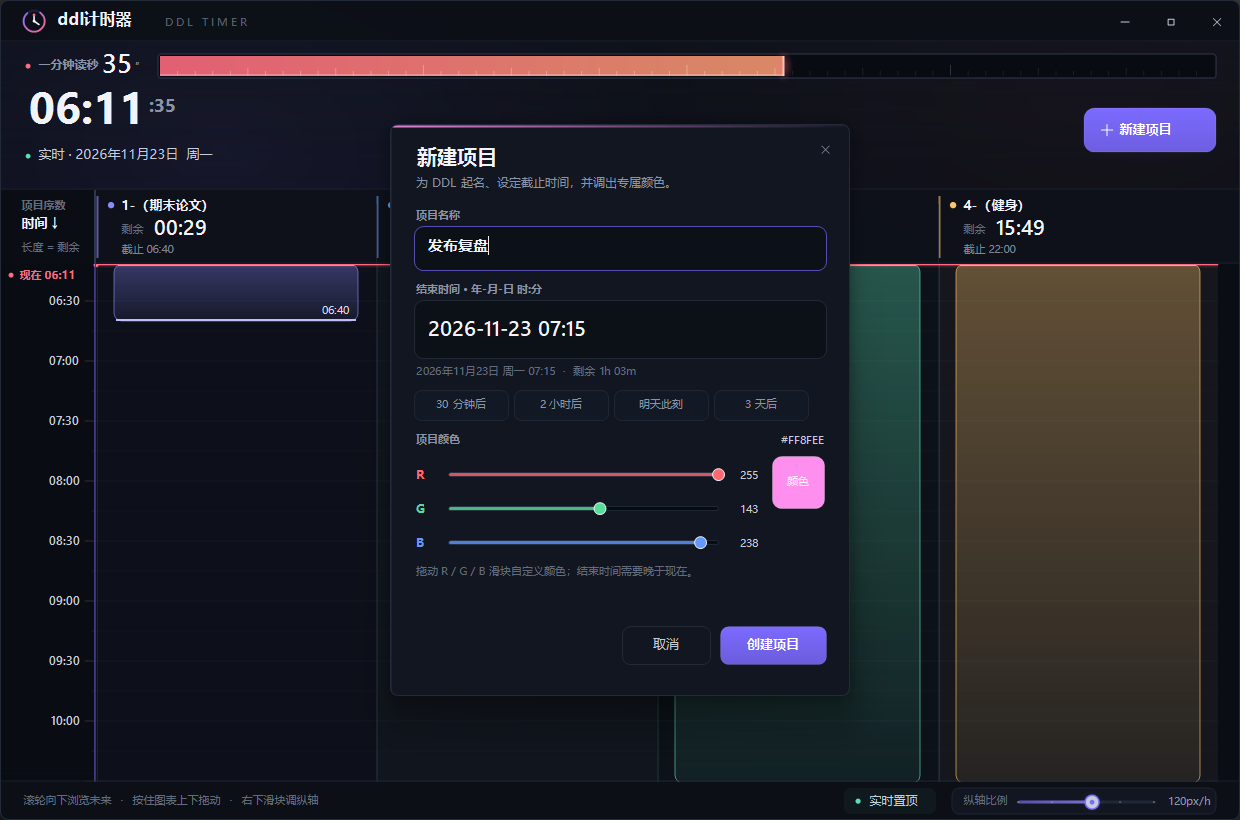 ddl计时器 DDL TIMER
一分钟读秒 35 "
06:11 :35
实时 · 2026年11月23日 周一
+ 新建项目
项目序数
时间 ↓
长度 = 剩余
1-（期末论文）
剩余 00:29
截止 06:40
4-（健身）
剩余 15:49
截止 22:00
现在 06:11
06:30
07:00
07:30
08:00
08:30
09:00
09:30
10:00
06:40
新建项目
为 DDL 起名、设定截止时间，并调出专属颜色。
项目名称
发布复盘
结束时间 • 年-月-日 时:分
2026-11-23 07:15
2026年11月23日 周一 07:15 · 剩余 1h 03m
30 分钟后 2 小时后 明天此刻 3 天后
项目颜色 #FF8FEE
R 255
颜色
G 143
B 238
拖动 R / G / B 滑块自定义颜色；结束时间需要晚于现在。
取消 创建项目
滚轮向下浏览未来 · 按住图表上下拖动 · 右下滑块调纵轴
实时置顶
纵轴比例 120px/h